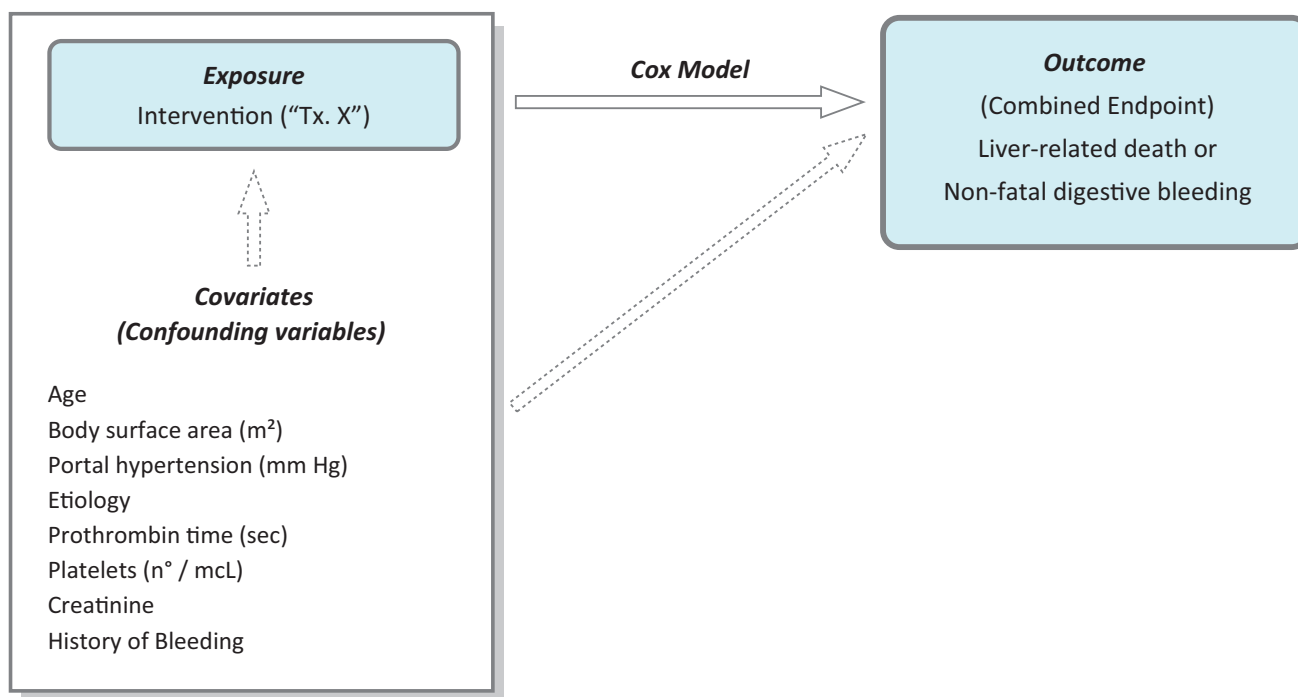 Exposure
Intervention (“Tx. X”)
Covariates
(Confounding variables)
Age
Body surface area (m²)
Portal hypertension (mm Hg)
Etiology
Prothrombin time (sec)
Platelets (n° / mcL)
Creatinine
History of Bleeding
Cox Model
Outcome
(Combined Endpoint)
Liver-related death or
Non-fatal digestive bleeding